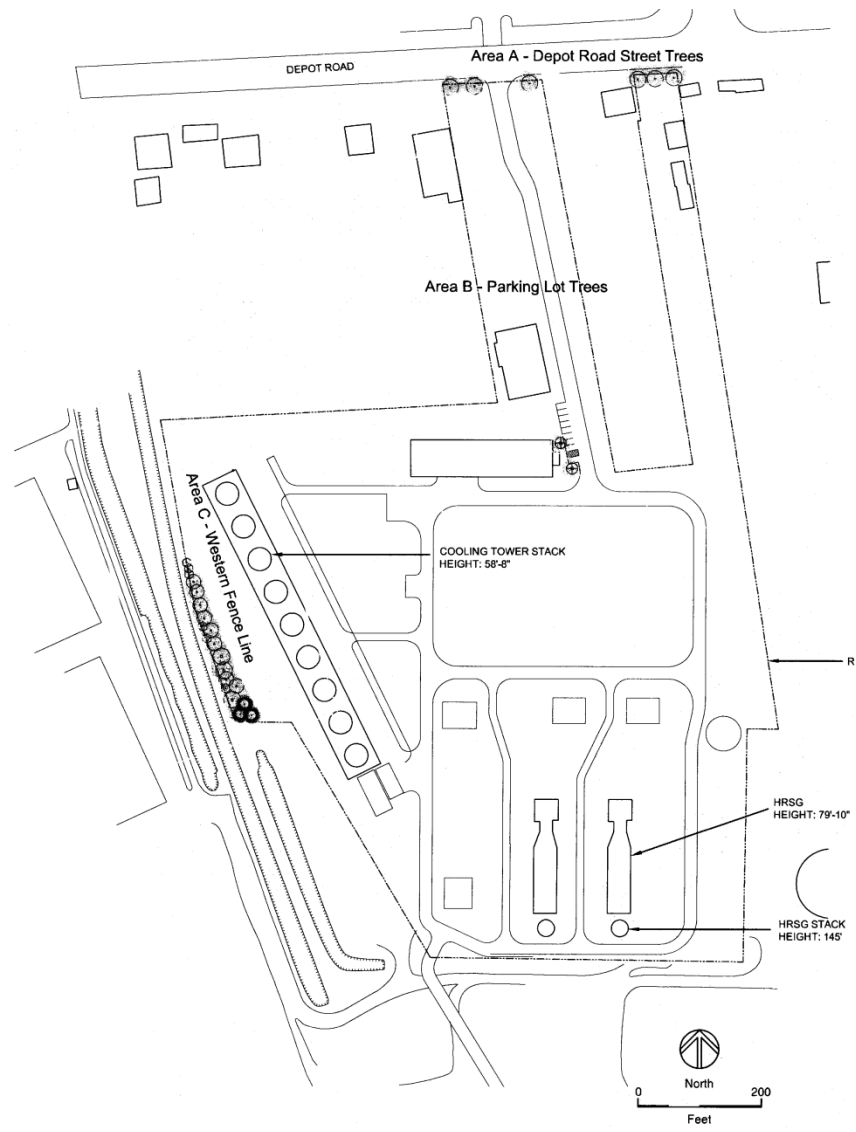 Area A - Depot Road Street Trees
DEPOT ROAD
Area B - Parking Lot Trees
Area C - Western Fence Line
COOLING TOWER STACK
HEIGHT: 58'-8"
R
HRSG
HEIGHT: 79'-10"
HRSG STACK
HEIGHT: 145'
North
0 200
Feet